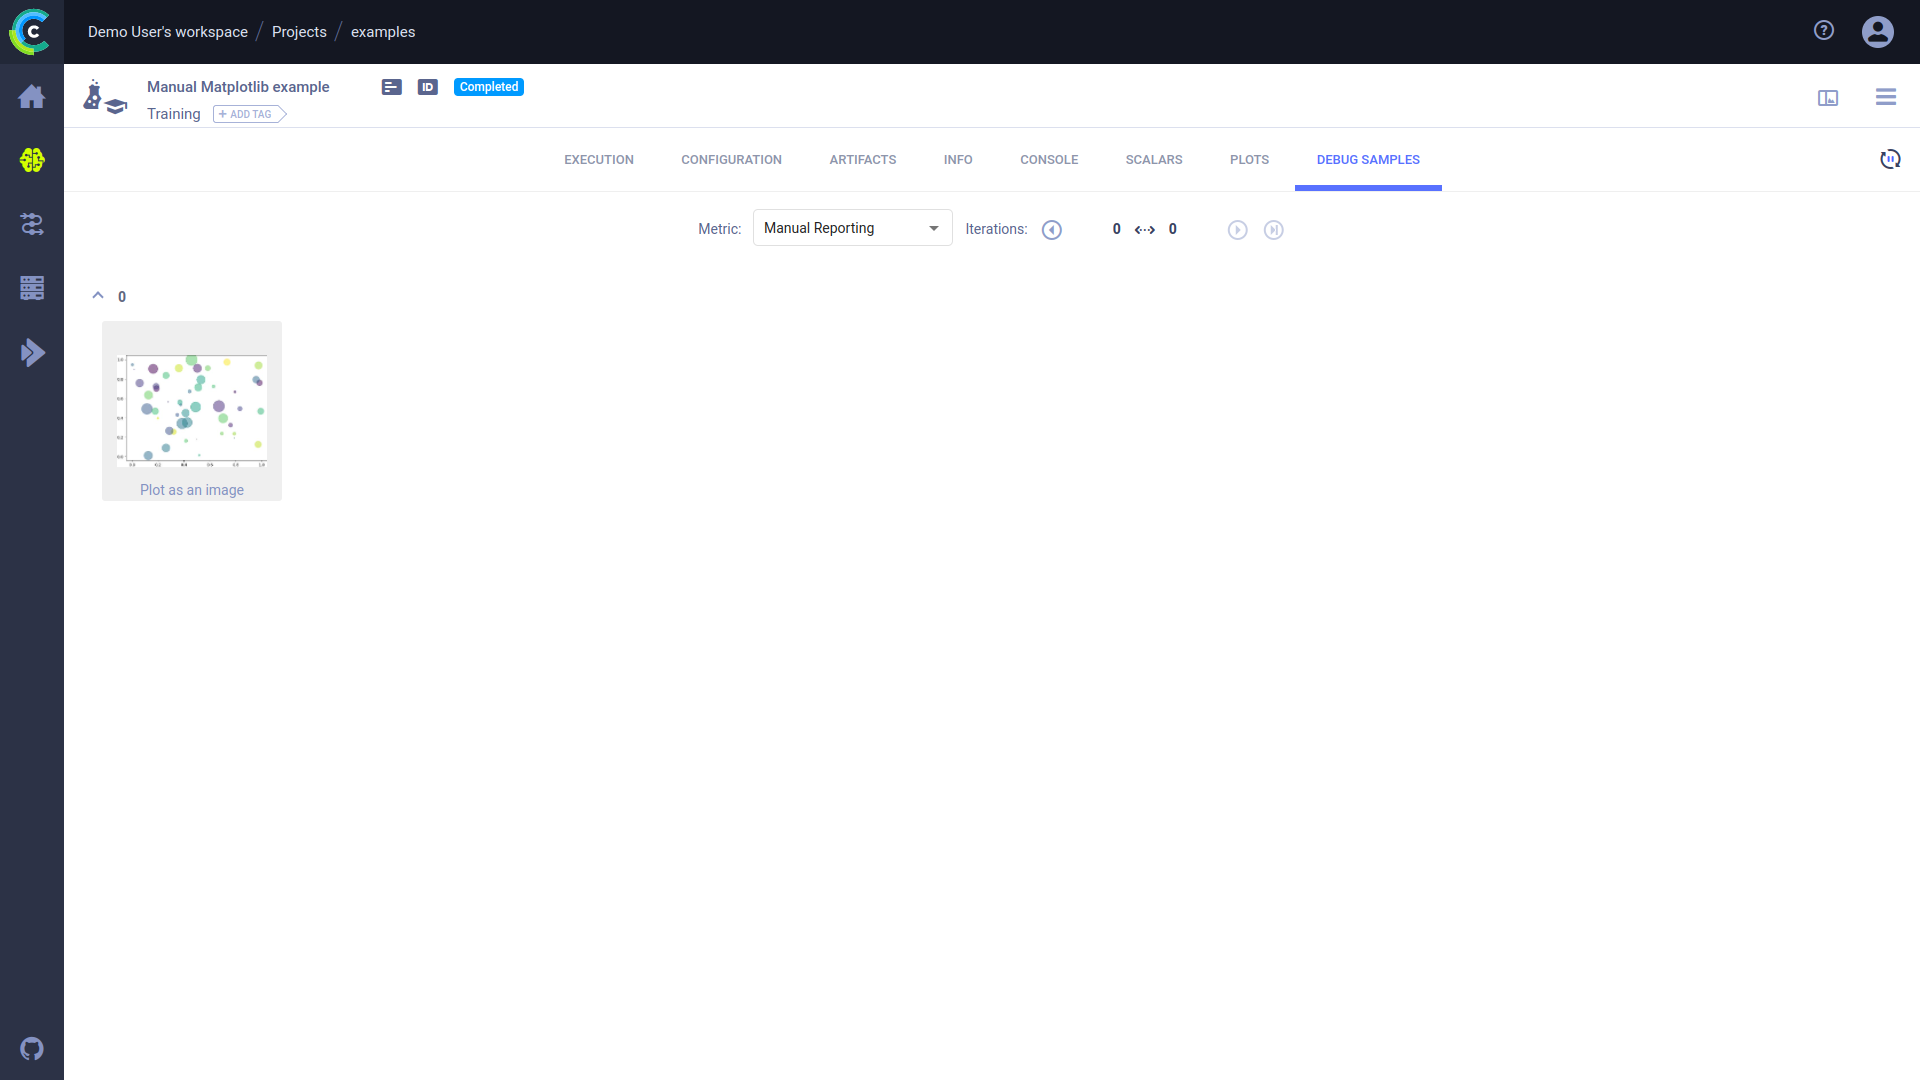 Demo User's workspace / Projects / examples
Manual Matplotlib example ID Completed
Training + ADD TAG
EXECUTION CONFIGURATION ARTIFACTS INFO CONSOLE SCALARS PLOTS DEBUG SAMPLES
Metric: Manual Reporting Iterations: 0 0
0
Plot as an image